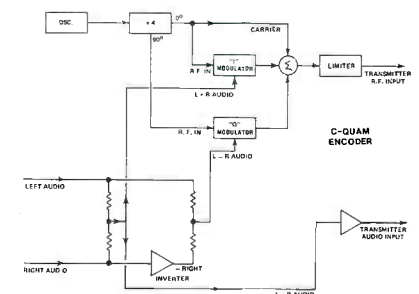 OSC.
÷ 4
0°
90°
CARRIER
R.F. IN
"I"
MODULATOR
Σ
LIMITER
TRANSMITTER
R.F. INPUT
L + R AUDIO
R.F. IN
"Q"
MODULATOR
L – R AUDIO
C-QUAM
ENCODER
LEFT AUDIO
RIGHT AUDIO
– RIGHT
INVERTER
TRANSMITTER
AUDIO INPUT
AUDIO